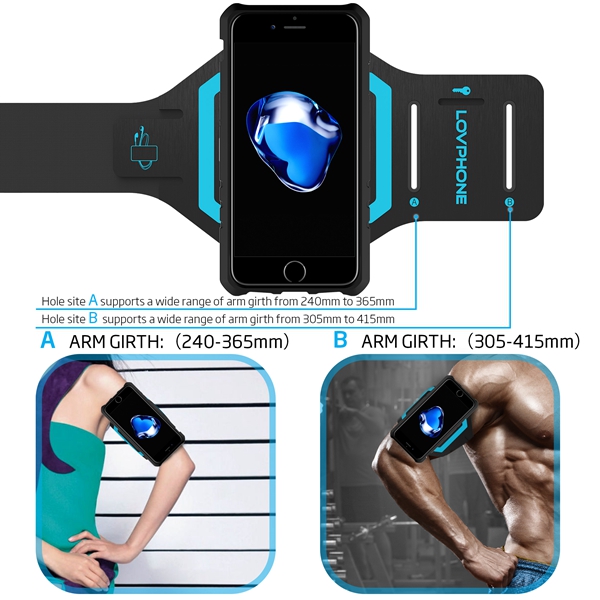 LOVPHONE
A
B
Hole site A supports a wide range of arm girth from 240mm to 365mm
Hole site B supports a wide range of arm girth from 305mm to 415mm
A ARM GIRTH:（240-365mm）
B ARM GIRTH:（305-415mm）